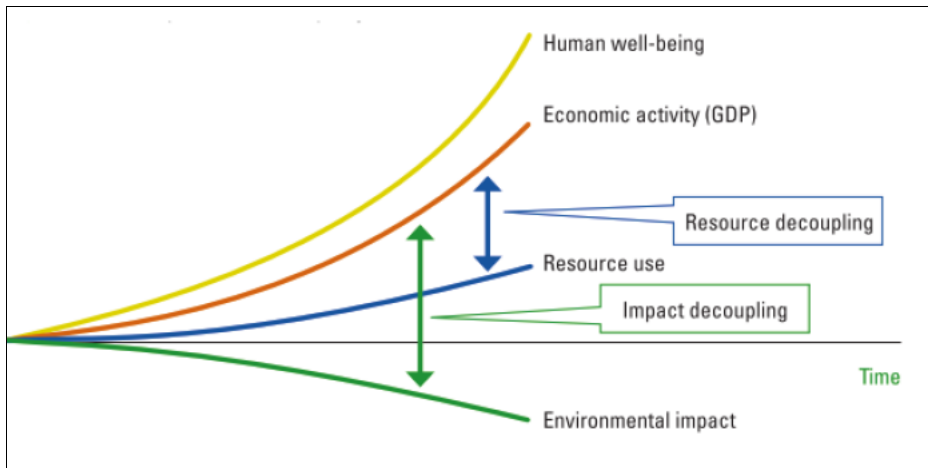 Human well-being
Economic activity (GDP)
Resource decoupling
Resource use
Impact decoupling
Time
Environmental impact